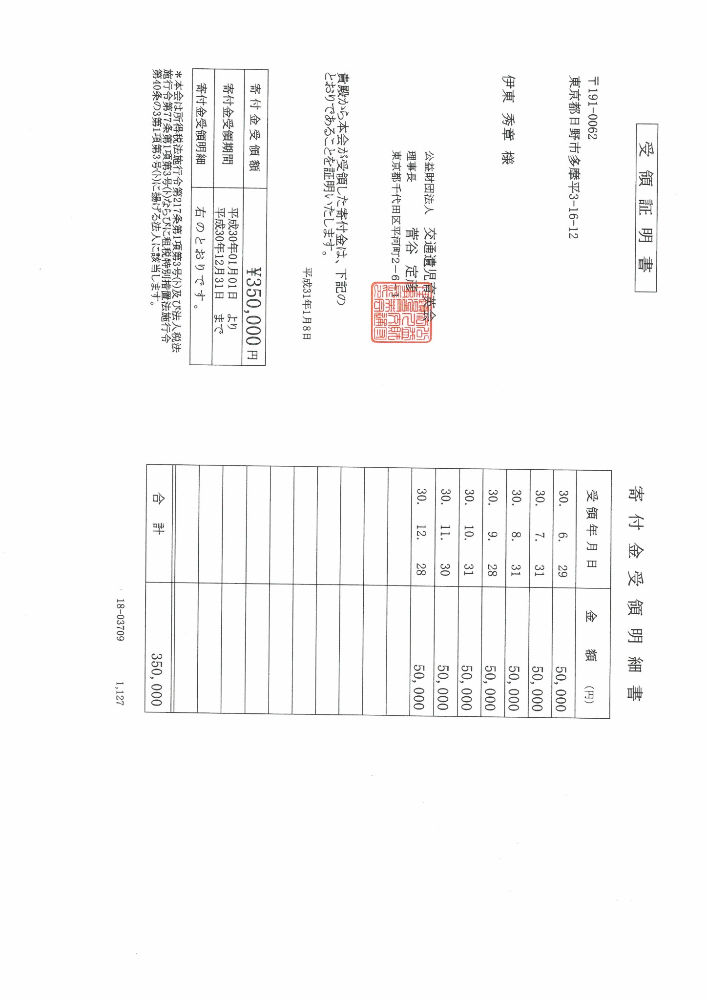 受領証明書
〒191-0062
東京都日野市多摩平3-16-12
伊東 秀章 様
公益財団法人 交通遺児育英会
理事長 菅谷 定彦
東京都千代田区平河町2-6-1
貴殿から本会が受領した寄付金は、下記の
とおりであることを証明いたします。
平成31年1月8日
寄付金受領額 ¥350,000円
寄付金受領期間 平成30年01月01日 より
平成30年12月31日 まで
寄付金受領明細 右のとおりです。
*本会は所得税法施行令第217条第1項第3号(ト)及び法人税法
施行令第77条第1項第3号(ト)ならびに租税特別措置法施行令
第40条の3第1項第3号(ト)に揚げる法人に該当します。
寄付金受領明細書
受領年月日 金額 (円)
30. 6. 29 50,000
30. 7. 31 50,000
30. 8. 31 50,000
30. 9. 28 50,000
30. 10. 31 50,000
30. 11. 30 50,000
30. 12. 28 50,000
合計 350,000
18-03709 1,127